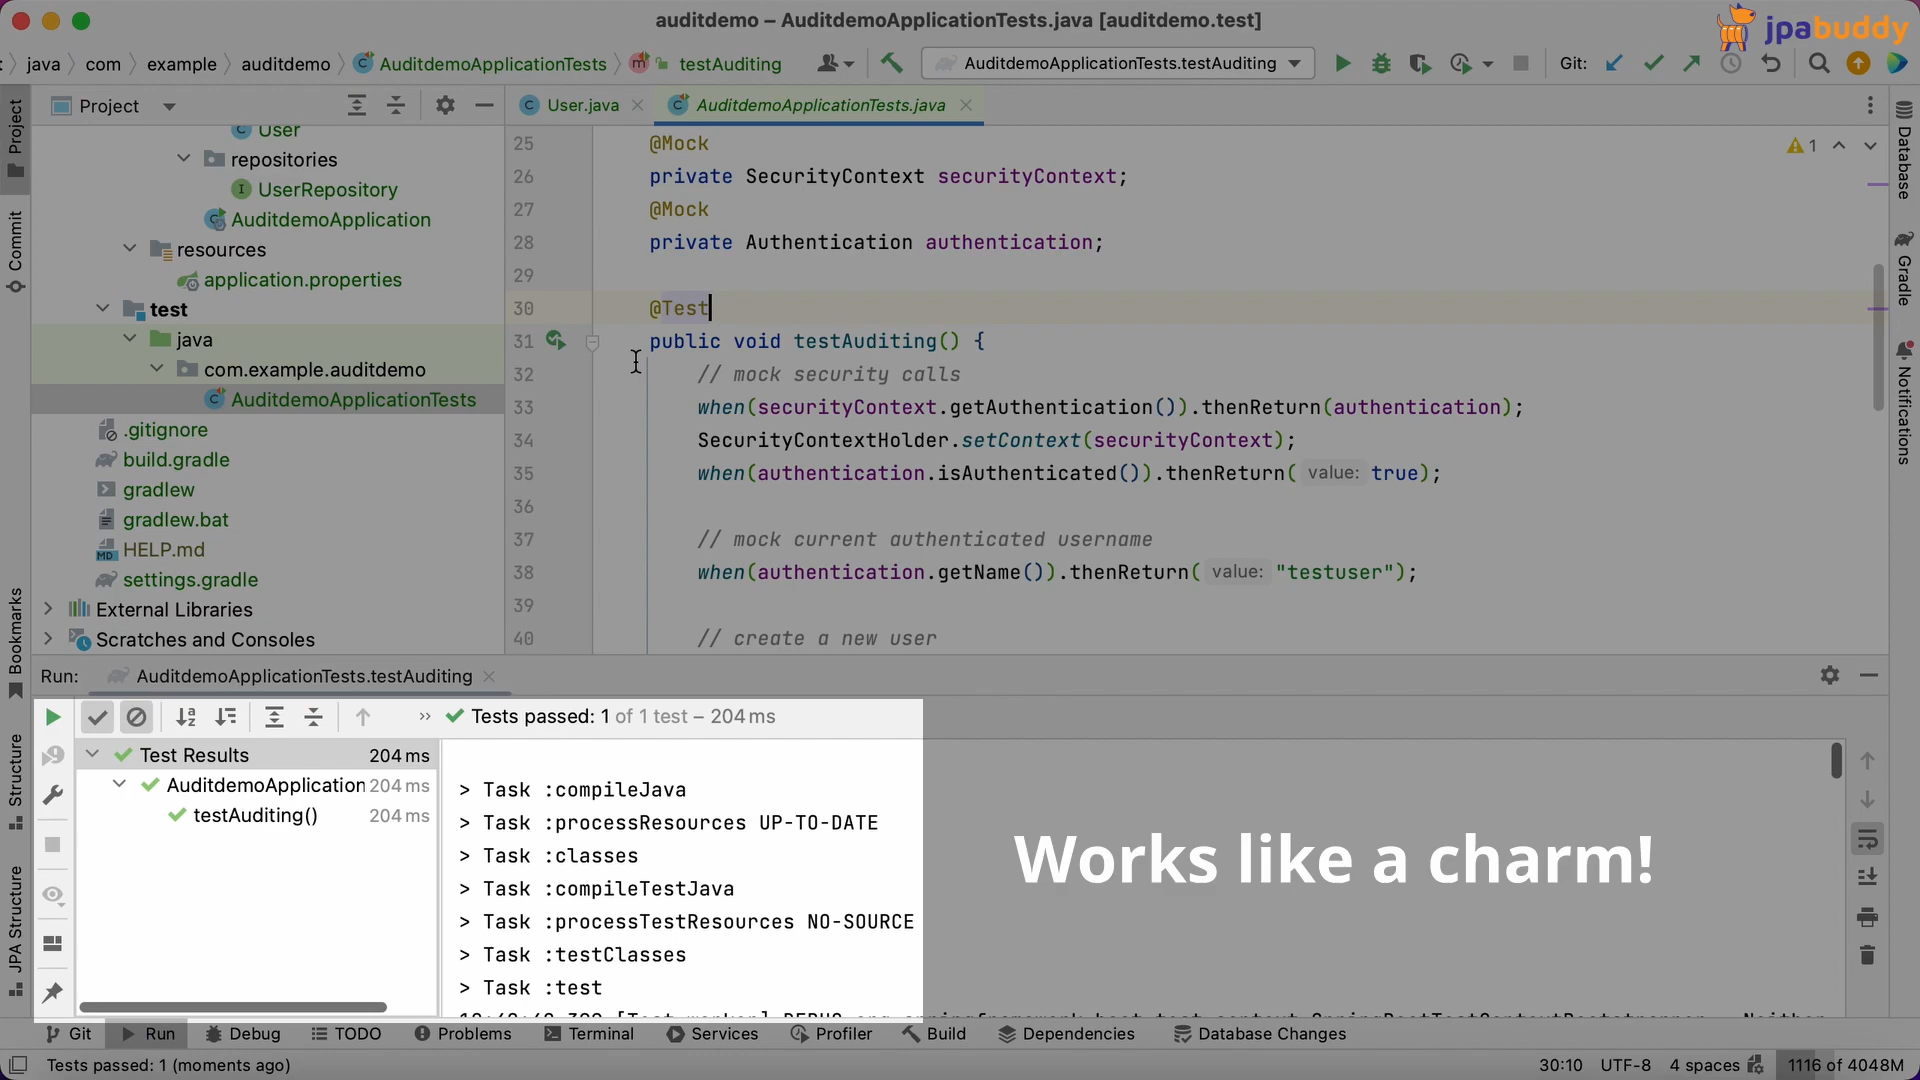 auditdemo – AuditdemoApplicationTests.java [auditdemo.test]
jpabuddy
java com example auditdemo AuditdemoApplicationTests testAuditing
AuditdemoApplicationTests.testAuditing
Git:
Project
User.java
AuditdemoApplicationTests.java
Project
Commit
Bookmarks
Structure
JPA Structure
User
repositories
UserRepository
AuditdemoApplication
resources
application.properties
test
java
com.example.auditdemo
AuditdemoApplicationTests
.gitignore
build.gradle
gradlew
gradlew.bat
HELP.md
settings.gradle
External Libraries
Scratches and Consoles
25 @Mock
26 private SecurityContext securityContext;
27 @Mock
28 private Authentication authentication;
29
30 @Test
31 public void testAuditing() {
32 // mock security calls
33 when(securityContext.getAuthentication()).thenReturn(authentication);
34 SecurityContextHolder.setContext(securityContext);
35 when(authentication.isAuthenticated()).thenReturn( value: true);
36
37 // mock current authenticated username
38 when(authentication.getName()).thenReturn( value: "testuser");
39
40 // create a new user
1
Database
Gradle
Notifications
Run: AuditdemoApplicationTests.testAuditing
Tests passed: 1 of 1 test – 204 ms
Test Results 204 ms
AuditdemoApplication 204 ms
testAuditing() 204 ms
> Task :compileJava
> Task :processResources UP-TO-DATE
> Task :classes
> Task :compileTestJava
> Task :processTestResources NO-SOURCE
> Task :testClasses
> Task :test
Works like a charm!
Git Run Debug TODO Problems Terminal Services Profiler Build Dependencies Database Changes
Tests passed: 1 (moments ago)
30:10 UTF-8 4 spaces 1116 of 4048M